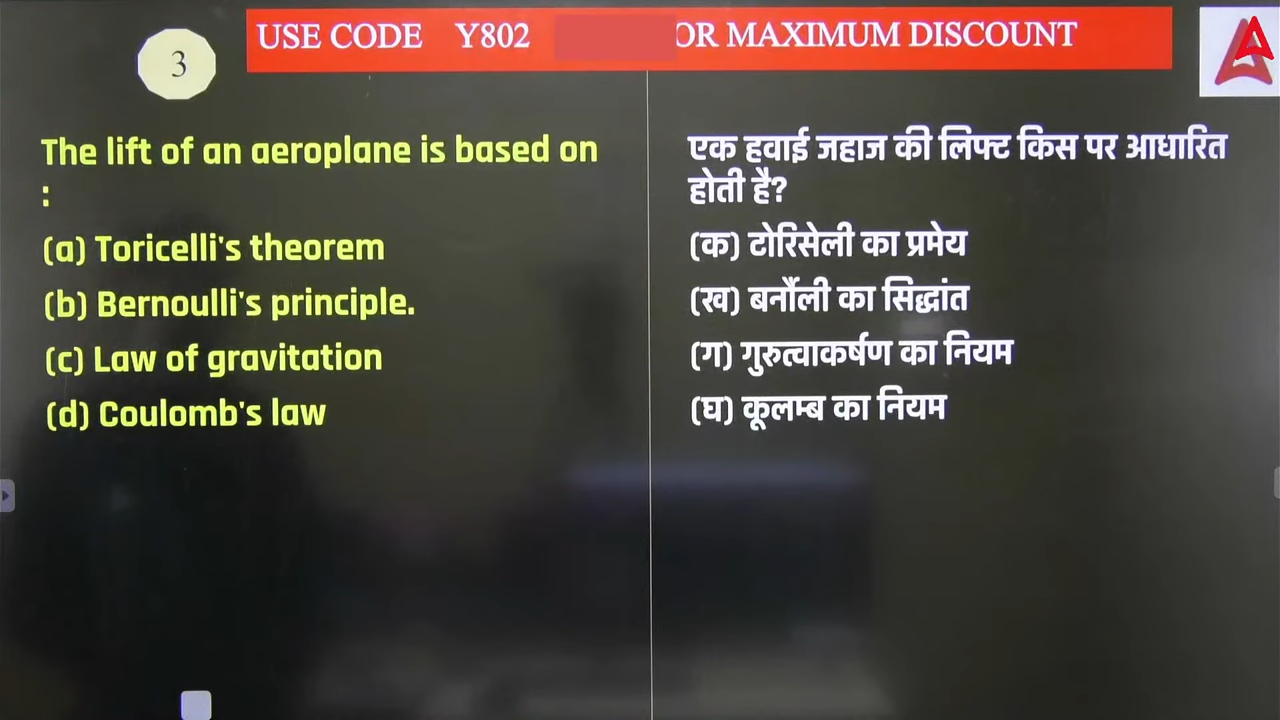 3
USE CODE Y802 OR MAXIMUM DISCOUNT
The lift of an aeroplane is based on
:
(a) Toricelli's theorem
(b) Bernoulli's principle.
(c) Law of gravitation
(d) Coulomb's law
एक हवाई जहाज की लिफ्ट किस पर आधारित
होती है?
(क) टोरिसेली का प्रमेय
(ख) बर्नौली का सिद्धांत
(ग) गुरुत्वाकर्षण का नियम
(घ) कूलम्ब का नियम